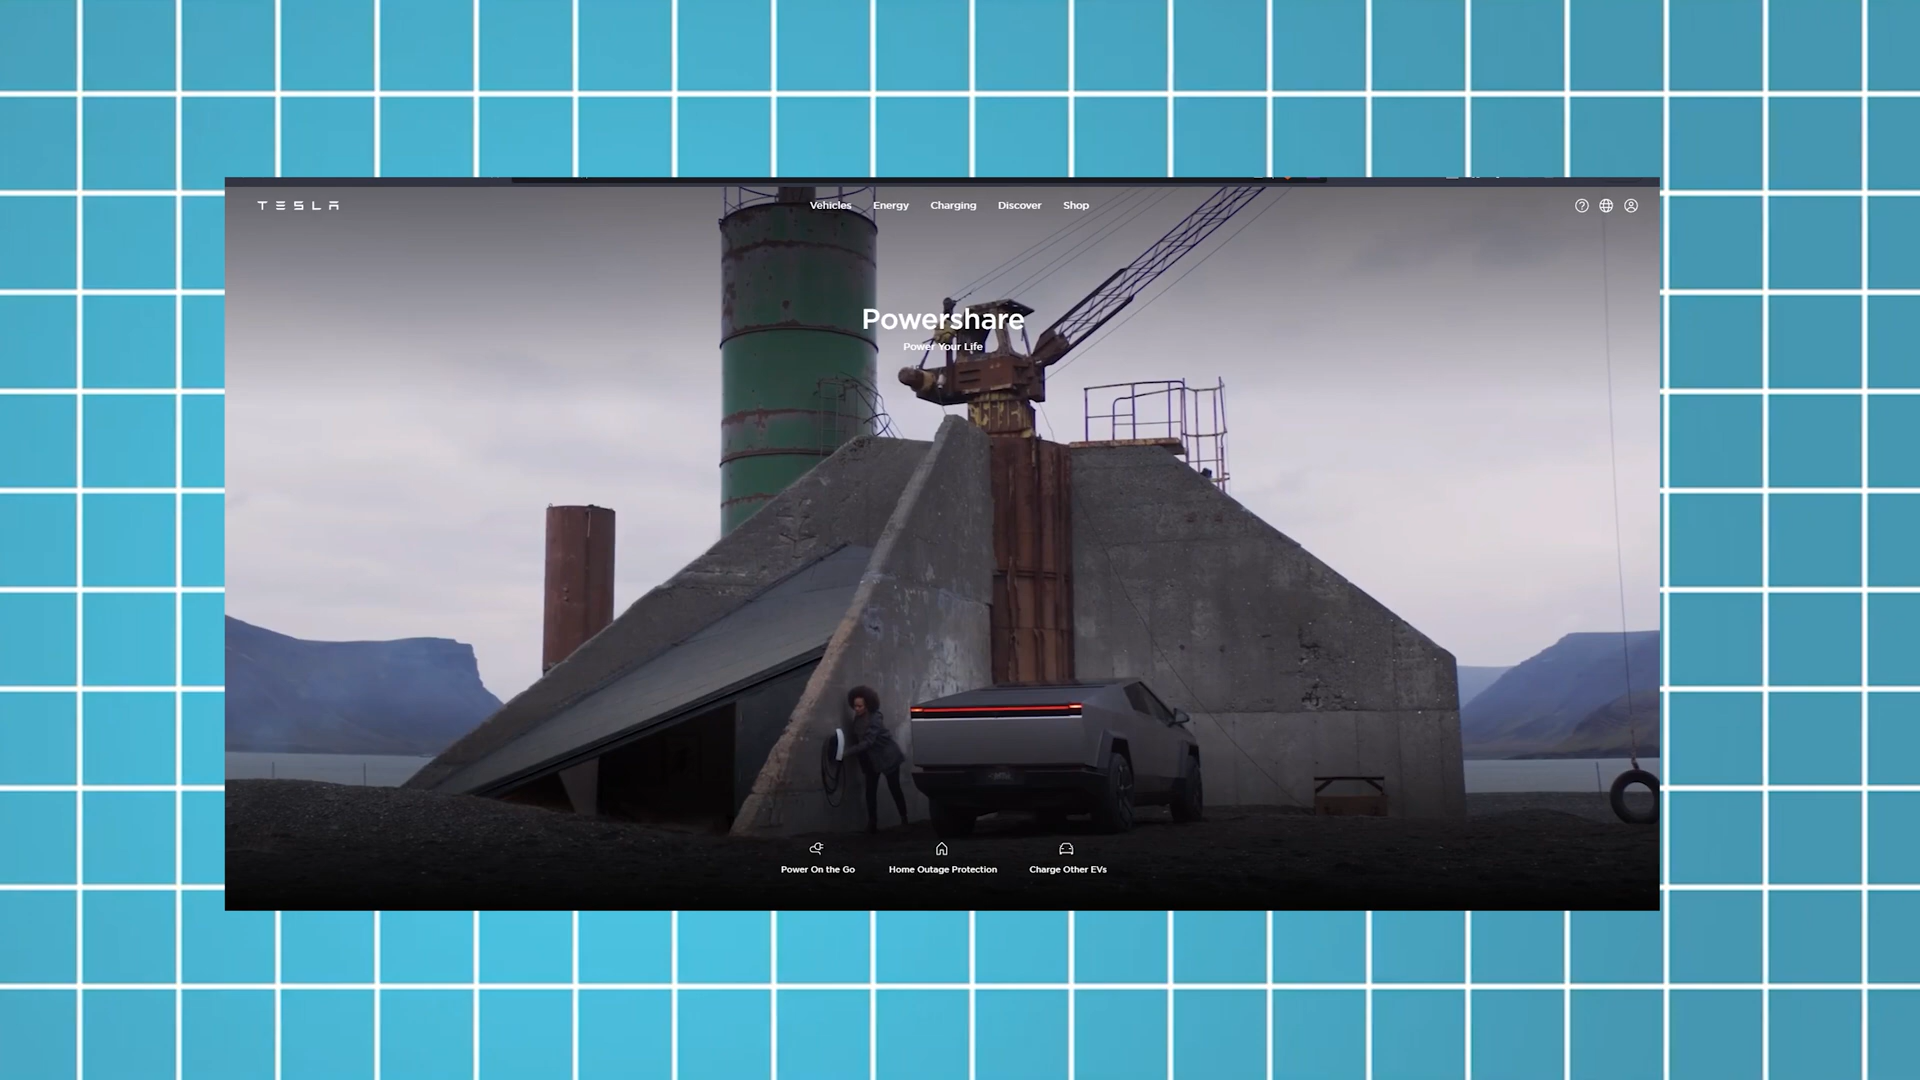 TESLA
Vehicles Energy Charging Discover Shop
Powershare
Power Your Life
Power On the Go Home Outage Protection Charge Other EVs